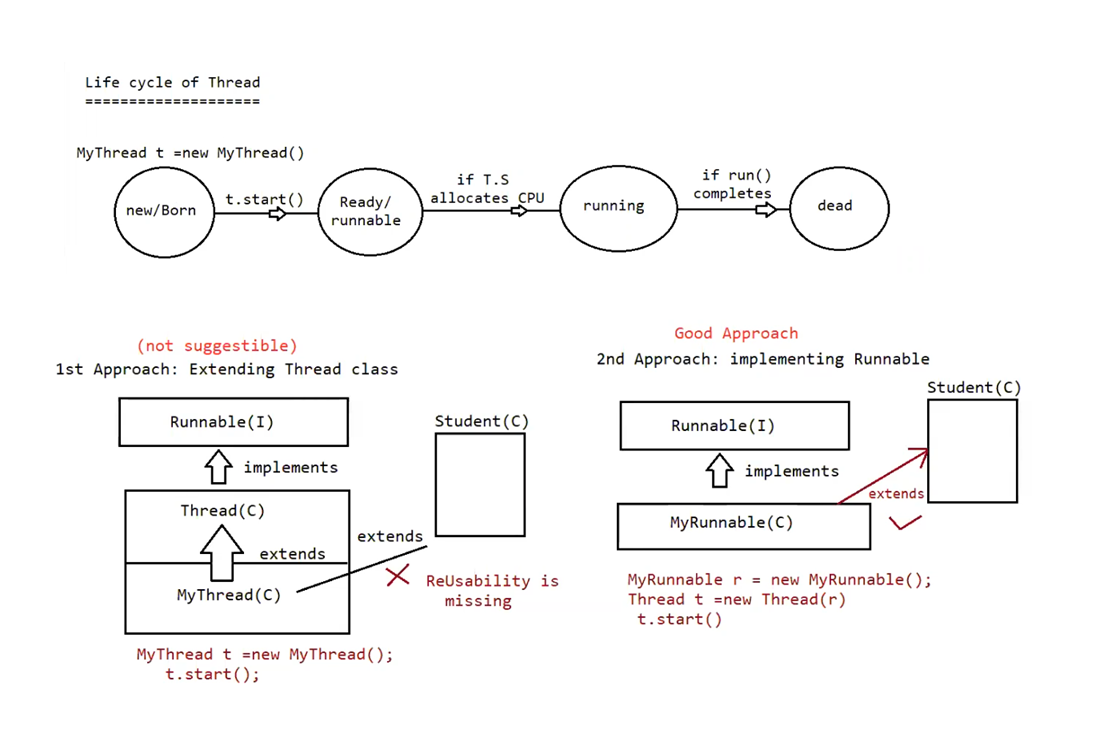 Life cycle of Thread
====================
MyThread t =new MyThread()
new/Born
t.start()
Ready/
runnable
if T.S
allocates CPU
running
if run()
completes
dead
(not suggestible)
1st Approach: Extending Thread class
Runnable(I)
implements
Thread(C)
extends
MyThread(C)
Student(C)
extends
ReUsability is
missing
MyThread t =new MyThread();
t.start();
Good Approach
2nd Approach: implementing Runnable
Student(C)
Runnable(I)
implements
extends
MyRunnable(C)
MyRunnable r = new MyRunnable();
Thread t =new Thread(r)
t.start()